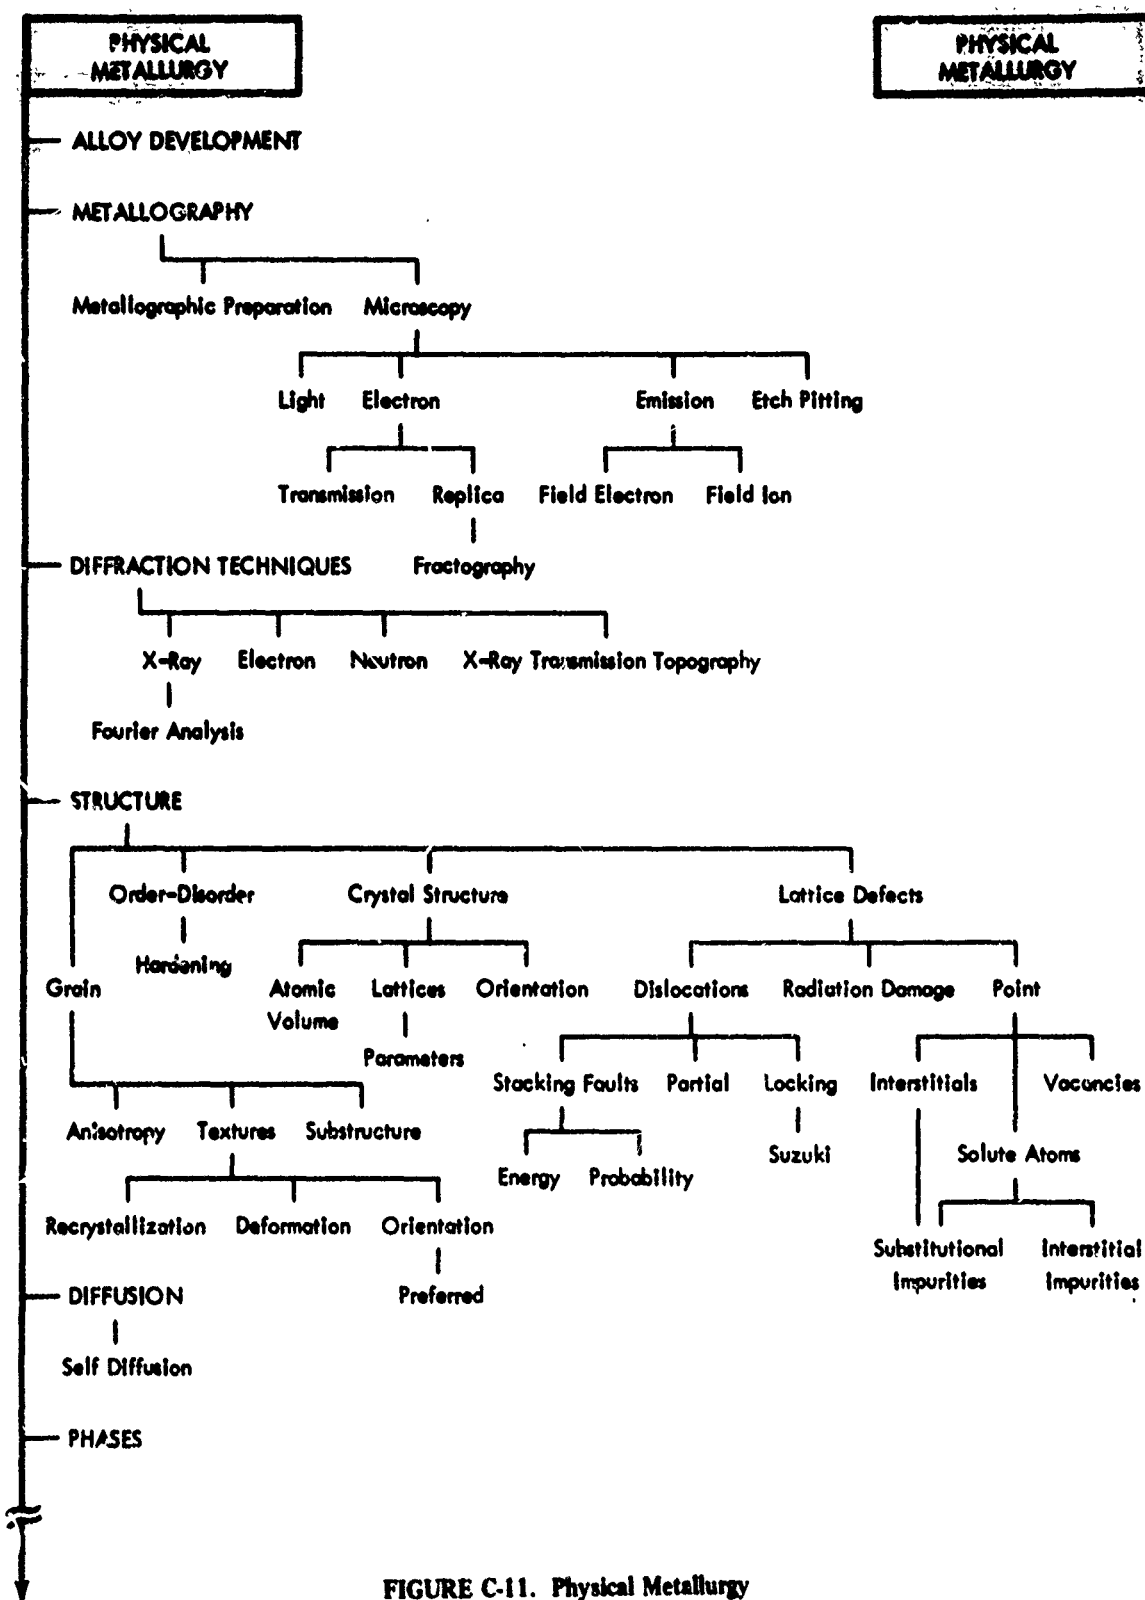 PHYSICAL
METALLURGY
PHYSICAL
METALLURGY
ALLOY DEVELOPMENT
METALLOGRAPHY
Metallographic Preparation Microscopy
Light Electron Emission Etch Pitting
Transmission Replica Field Electron Field Ion
DIFFRACTION TECHNIQUES Fractography
X-Ray Electron Neutron X-Ray Transmission Topography
Fourier Analysis
STRUCTURE
Order-Disorder Crystal Structure Lattice Defects
Hardening
Grain Atomic Lattices Orientation Dislocations Radiation Damage Point
Volume
Parameters
Stacking Faults Partial Locking Interstitials Vacancies
Anisotropy Textures Substructure
Suzuki Solute Atoms
Energy Probability
Recrystallization Deformation Orientation
Substitutional Interstitial
Impurities Impurities
DIFFUSION Preferred
Self Diffusion
PHASES
FIGURE C-11. Physical Metallurgy